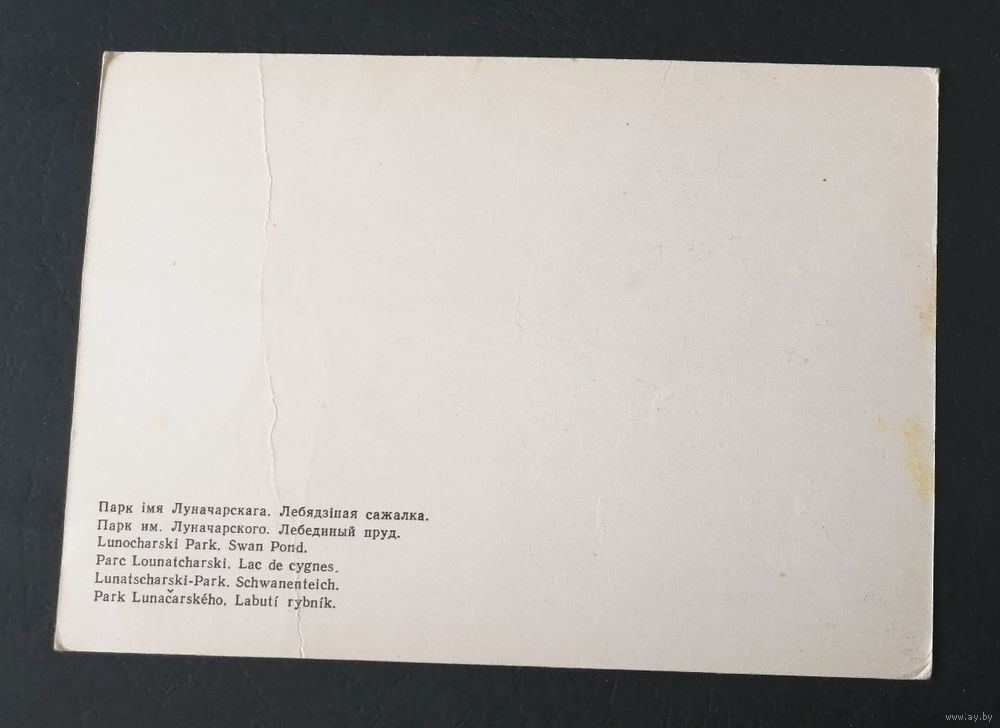 Парк імя Луначарскага. Лебядзіная сажалка.
Парк им. Луначарского. Лебединый пруд.
Lunocharski Park. Swan Pond.
Parc Lounatcharski. Lac de cygnes.
Lunatscharski-Park. Schwanenteich.
Park Lunačarského. Labutí rybník.
www.ay.by